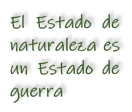 El Estado de
naturaleza es
un Estado de
guerra